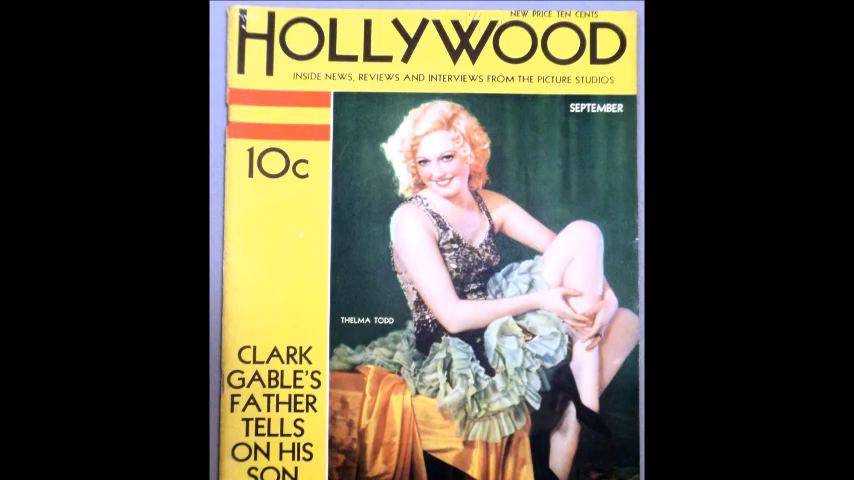 NEW PRICE TEN CENTS
HOLLYWOOD
INSIDE NEWS, REVIEWS AND INTERVIEWS FROM THE PICTURE STUDIOS
SEPTEMBER
10c
THELMA TODD
CLARK
GABLE'S
FATHER
TELLS
ON HIS
SON